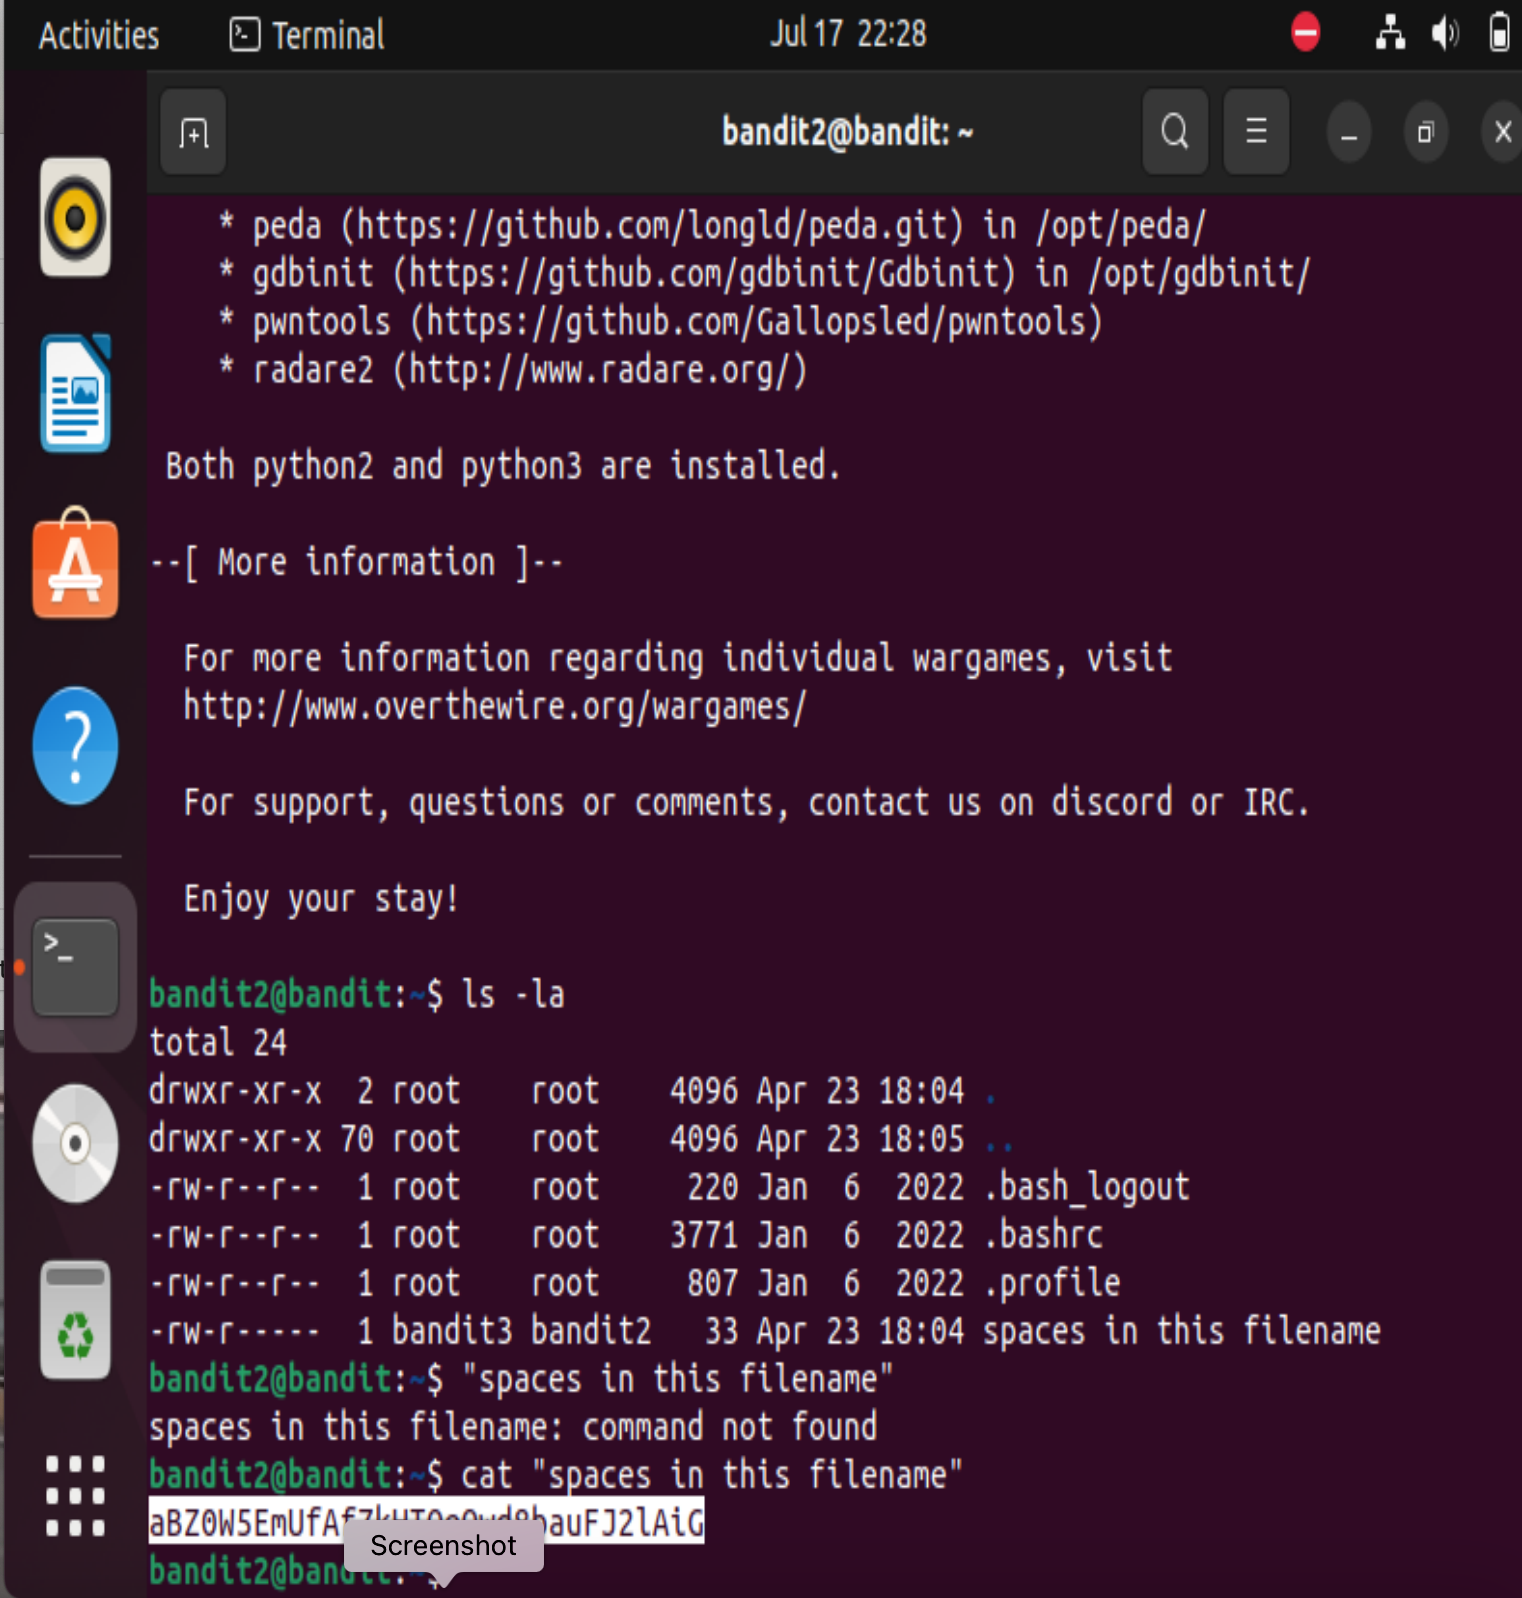 Activities Terminal Jul 17 22:28
bandit2@bandit: ~
* peda (https://github.com/longld/peda.git) in /opt/peda/
* gdbinit (https://github.com/gdbinit/Gdbinit) in /opt/gdbinit/
* pwntools (https://github.com/Gallopsled/pwntools)
* radare2 (http://www.radare.org/)
Both python2 and python3 are installed.
--[ More information ]--
For more information regarding individual wargames, visit
http://www.overthewire.org/wargames/
For support, questions or comments, contact us on discord or IRC.
Enjoy your stay!
bandit2@bandit:~$ ls -la
total 24
drwxr-xr-x  2 root    root    4096 Apr 23 18:04 .
drwxr-xr-x 70 root    root    4096 Apr 23 18:05 ..
-rw-r--r--  1 root    root     220 Jan  6  2022 .bash_logout
-rw-r--r--  1 root    root    3771 Jan  6  2022 .bashrc
-rw-r--r--  1 root    root     807 Jan  6  2022 .profile
-rw-r-----  1 bandit3 bandit2   33 Apr 23 18:04 spaces in this filename
bandit2@bandit:~$ "spaces in this filename"
spaces in this filename: command not found
bandit2@bandit:~$ cat "spaces in this filename"
Screenshot
bandit2@bandit:~$